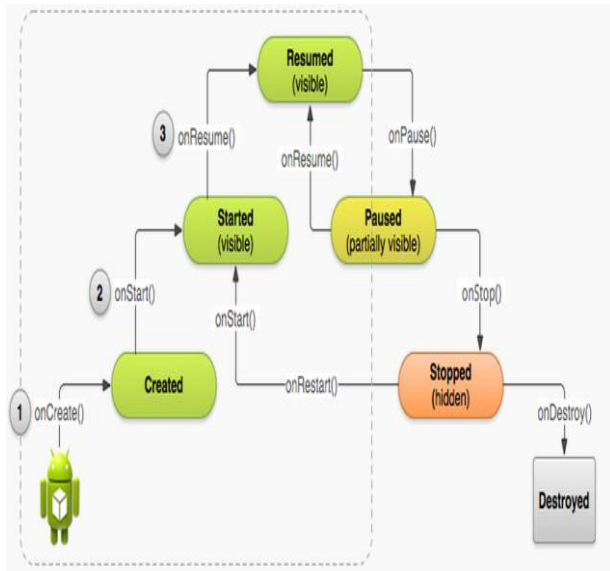 Resumed
(visible)
3
onResume()
onResume()
onPause()
Started
(visible)
Paused
(partially visible)
2
onStart()
onStart()
onStop()
Created
onRestart()
Stopped
(hidden)
1
onCreate()
onDestroy()
Destroyed